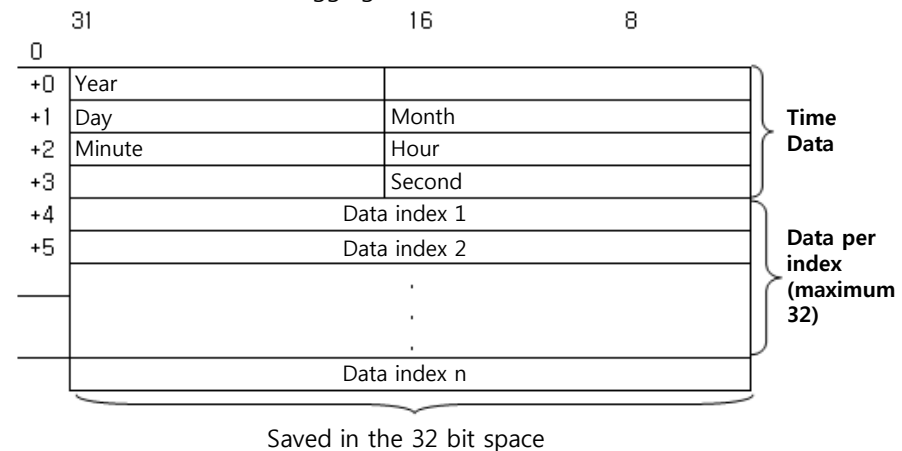 31 16 8
0
+0 Year
+1 Day Month
+2 Minute Hour
+3 Second
+4 Data index 1
+5 Data index 2
.
.
.
Data index n
Time
Data
Data per
index
(maximum
32)
Saved in the 32 bit space